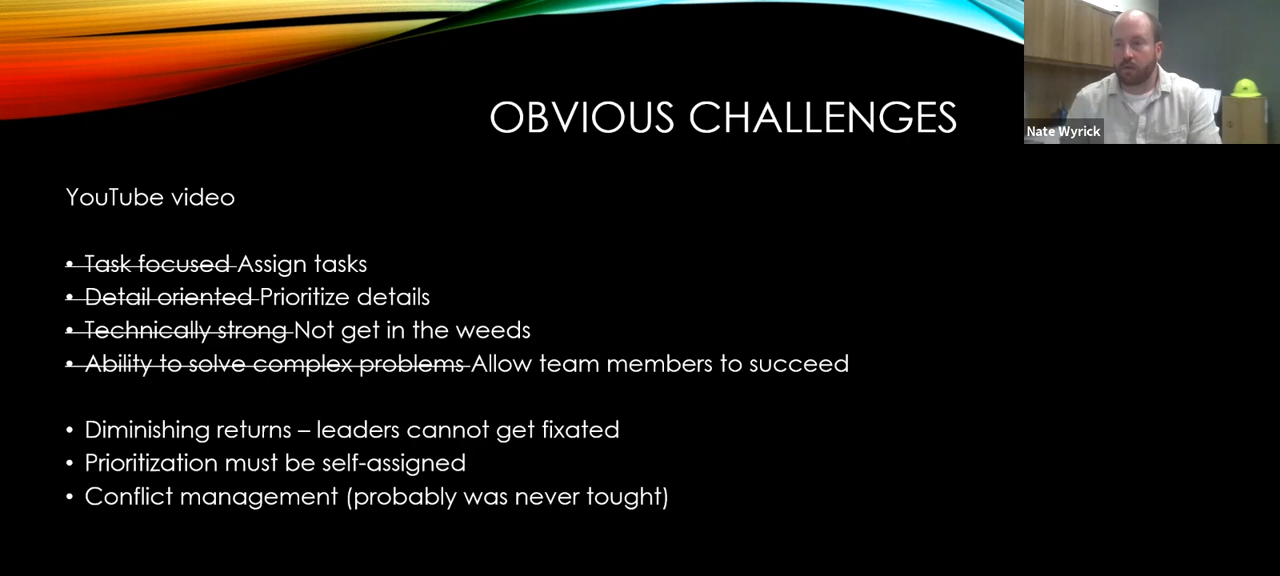 OBVIOUS CHALLENGES
Nate Wyrick
YouTube video
• Task focused Assign tasks
• Detail oriented Prioritize details
• Technically strong Not get in the weeds
• Ability to solve complex problems Allow team members to succeed
• Diminishing returns – leaders cannot get fixated
• Prioritization must be self-assigned
• Conflict management (probably was never tought)